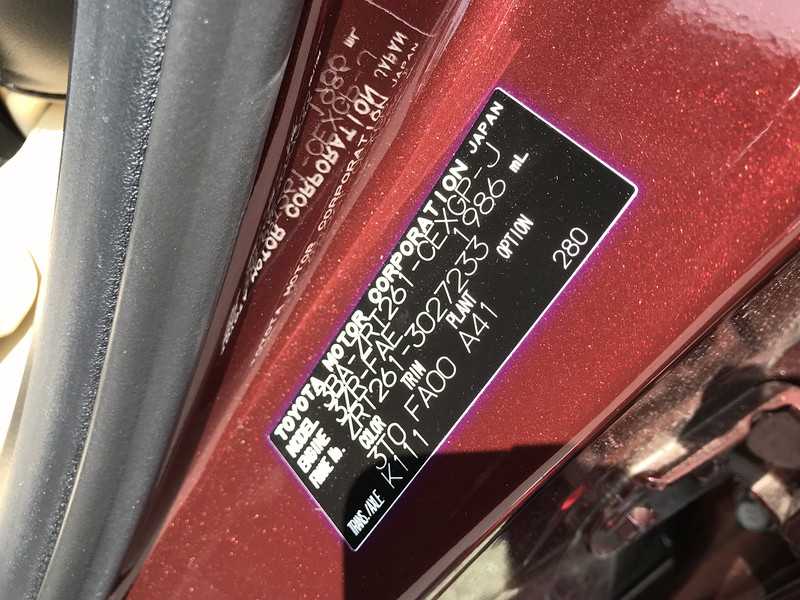 TOYOTA MOTOR CORPORATION JAPAN
MODEL 3BA-ZRT261-CEXGP-J
ENGINE 3ZR-FAE 1986 mL
FRAME No. ZRT261-3027233
COLOR TRIM PLANT OPTION
3T0 FA00 A41 280
TRANS./AXLE K111